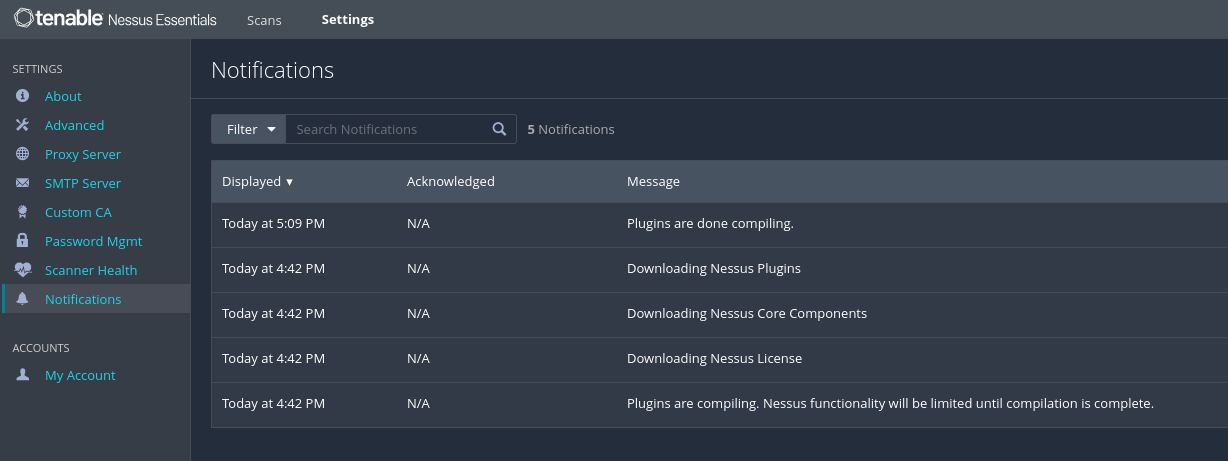 tenable Nessus Essentials Scans Settings
SETTINGS
About
Advanced
Proxy Server
SMTP Server
Custom CA
Password Mgmt
Scanner Health
Notifications
ACCOUNTS
My Account
Notifications
Filter Search Notifications 5 Notifications
Displayed Acknowledged Message
Today at 5:09 PM N/A Plugins are done compiling.
Today at 4:42 PM N/A Downloading Nessus Plugins
Today at 4:42 PM N/A Downloading Nessus Core Components
Today at 4:42 PM N/A Downloading Nessus License
Today at 4:42 PM N/A Plugins are compiling. Nessus functionality will be limited until compilation is complete.